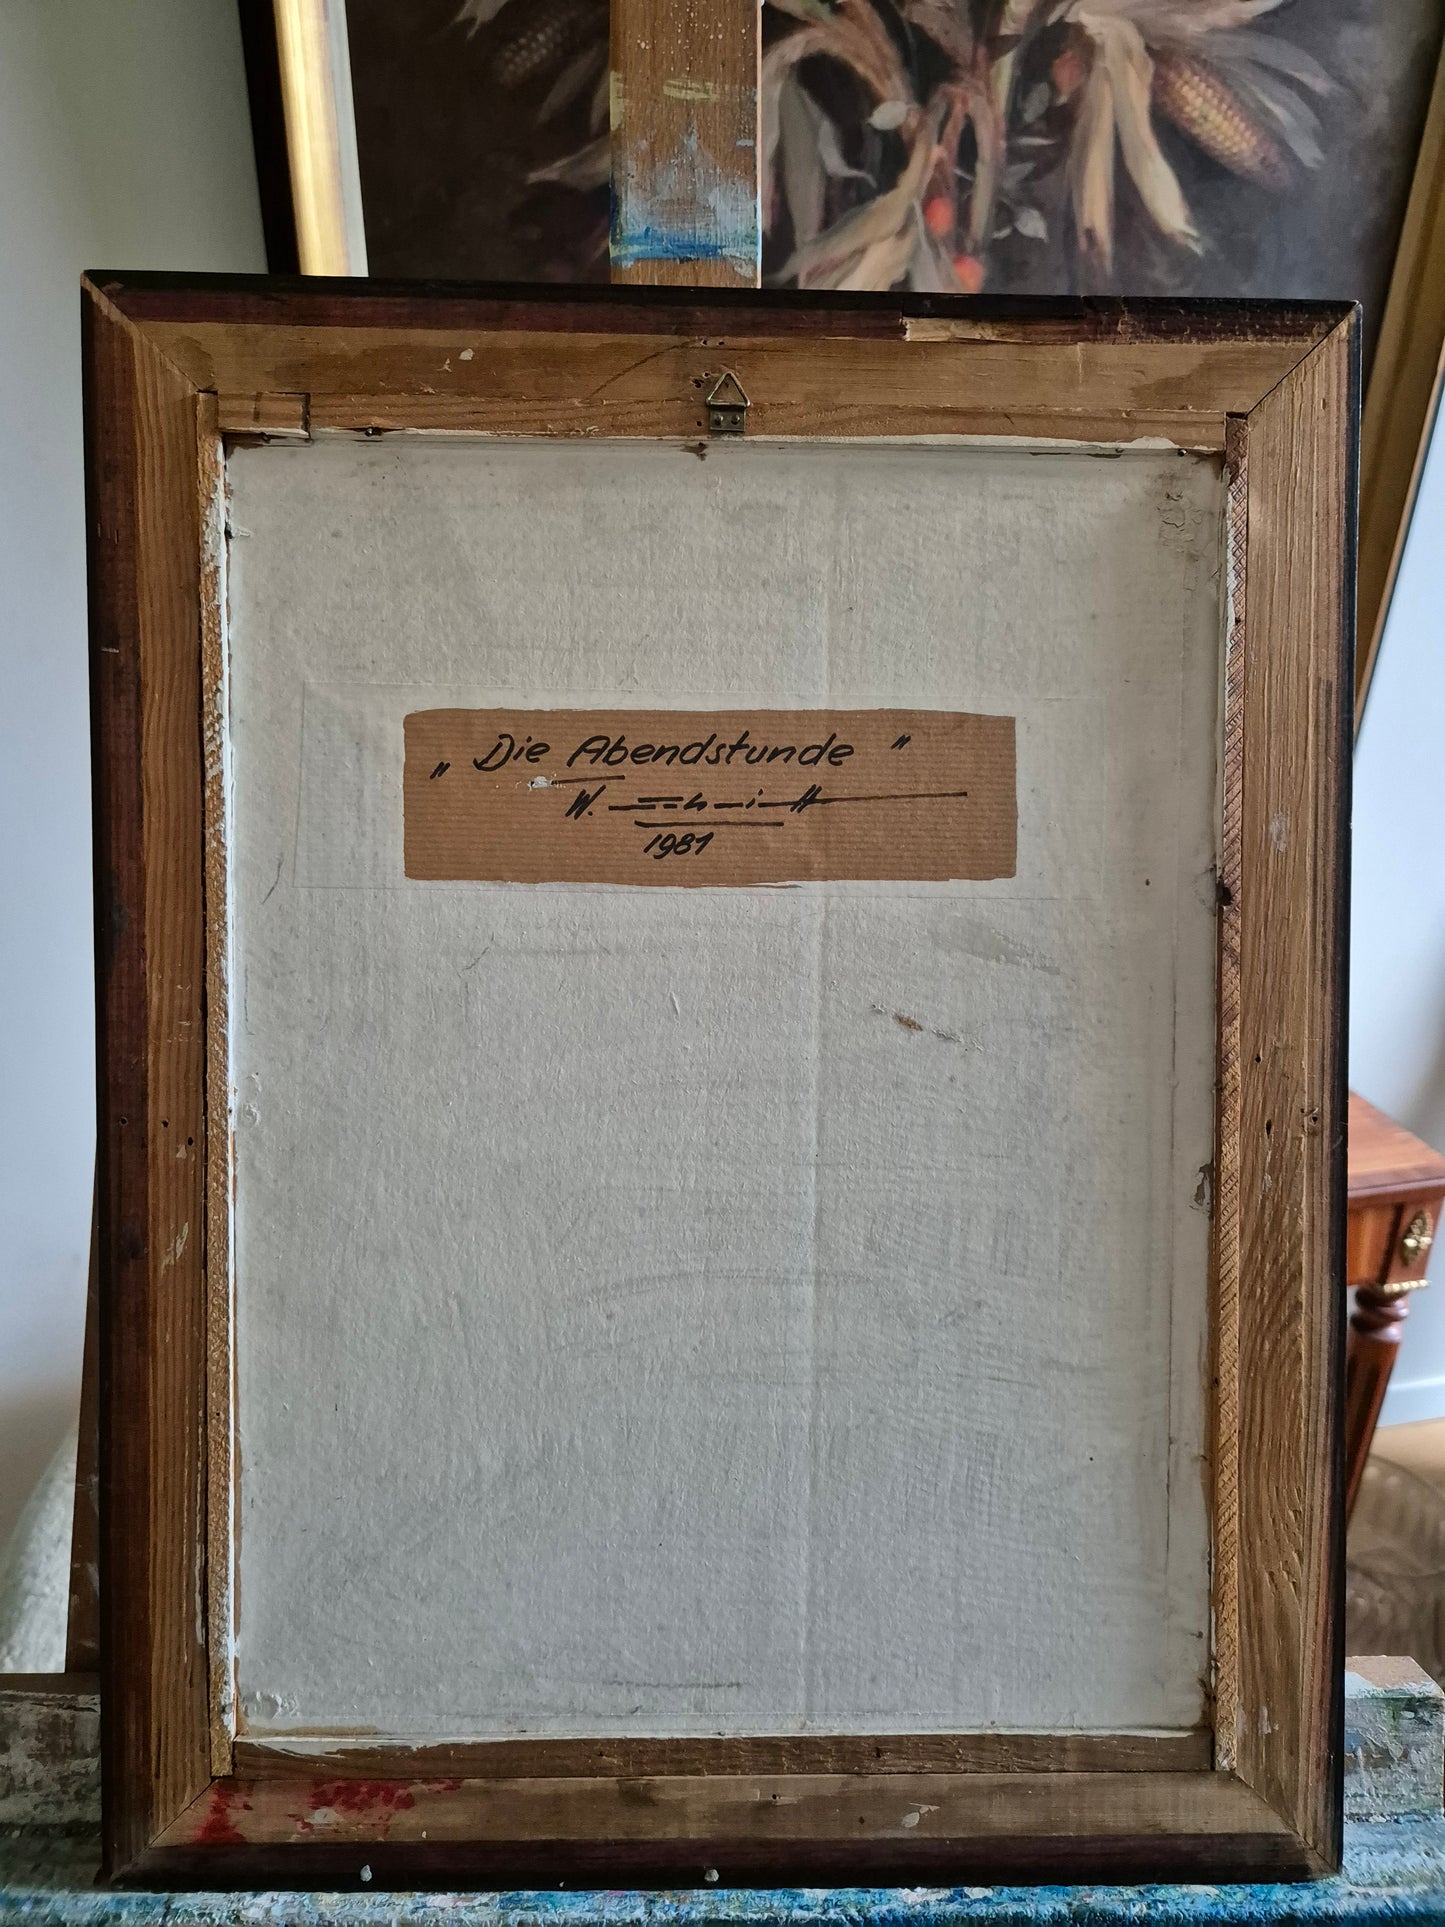 „ Die Abendstunde "
W.
1981